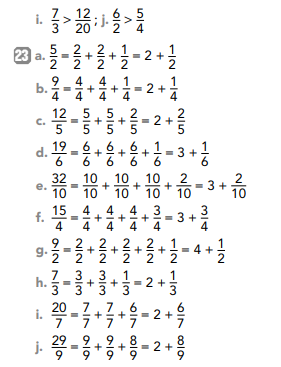 i. 7/3 > 12/20 ; j. 6/2 > 5/4
23 a. 5/2 = 2/2 + 2/2 + 1/2 = 2 + 1/2
b. 9/4 = 4/4 + 4/4 + 1/4 = 2 + 1/4
c. 12/5 = 5/5 + 5/5 + 2/5 = 2 + 2/5
d. 19/6 = 6/6 + 6/6 + 6/6 + 1/6 = 3 + 1/6
e. 32/10 = 10/10 + 10/10 + 10/10 + 2/10 = 3 + 2/10
f. 15/4 = 4/4 + 4/4 + 4/4 + 3/4 = 3 + 3/4
g. 9/2 = 2/2 + 2/2 + 2/2 + 2/2 + 1/2 = 4 + 1/2
h. 7/3 = 3/3 + 3/3 + 1/3 = 2 + 1/3
i. 20/7 = 7/7 + 7/7 + 6/7 = 2 + 6/7
j. 29/9 = 9/9 + 9/9 + 8/9 = 2 + 8/9